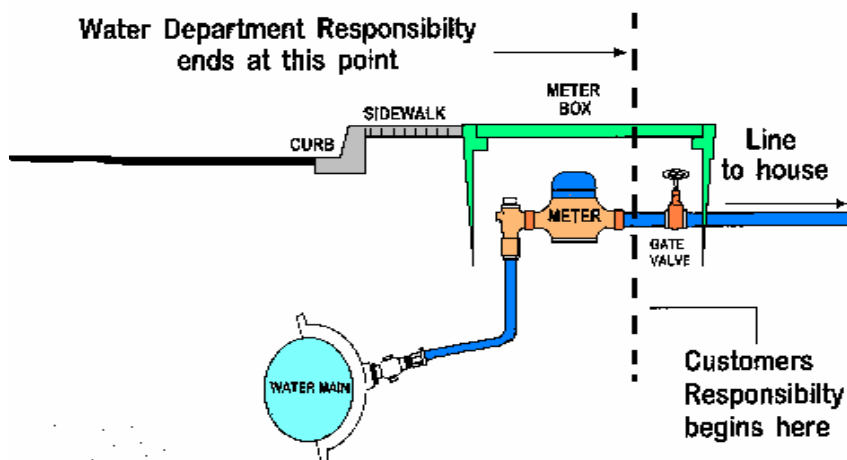 Water Department Responsibilty
ends at this point
METER
BOX
SIDEWALK
CURB
Line
to house
METER
GATE
VALVE
WATER MAIN
Customers
Responsibilty
begins here